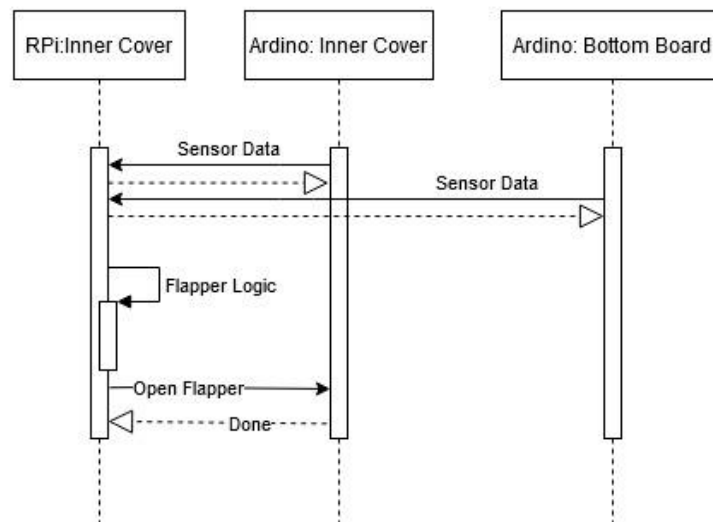 RPi:Inner Cover
Ardino: Inner Cover
Ardino: Bottom Board
Sensor Data
Sensor Data
Flapper Logic
Open Flapper
Done